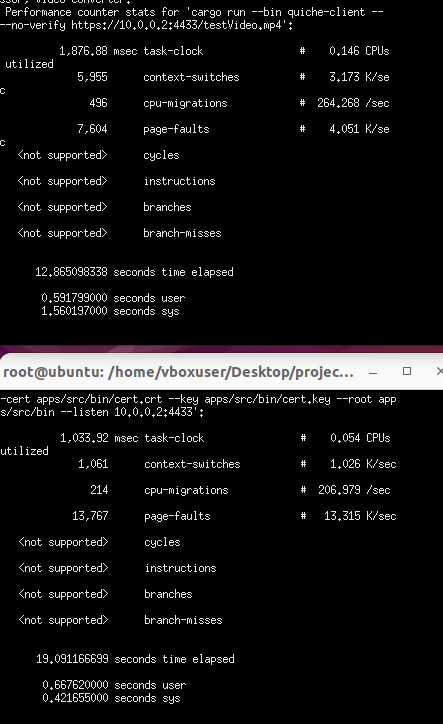 Performance counter stats for 'cargo run --bin quiche-client --
--no-verify https://10.0.0.2:4433/testVideo.mp4':
1,876.88 msec task-clock # 0.146 CPUs
utilized
5,955 context-switches # 3.173 K/se
c
496 cpu-migrations # 264.268 /sec
7,604 page-faults # 4.051 K/se
c
<not supported> cycles
<not supported> instructions
<not supported> branches
<not supported> branch-misses
12.865098338 seconds time elapsed
0.591799000 seconds user
1.560197000 seconds sys
root@ubuntu: /home/vboxuser/Desktop/projec...
-cert apps/src/bin/cert.crt --key apps/src/bin/cert.key --root app
s/src/bin --listen 10.0.0.2:4433':
1,033.92 msec task-clock # 0.054 CPUs
utilized
1,061 context-switches # 1.026 K/sec
214 cpu-migrations # 206.979 /sec
13,767 page-faults # 13.315 K/sec
<not supported> cycles
<not supported> instructions
<not supported> branches
<not supported> branch-misses
19.091166699 seconds time elapsed
0.667620000 seconds user
0.421655000 seconds sys